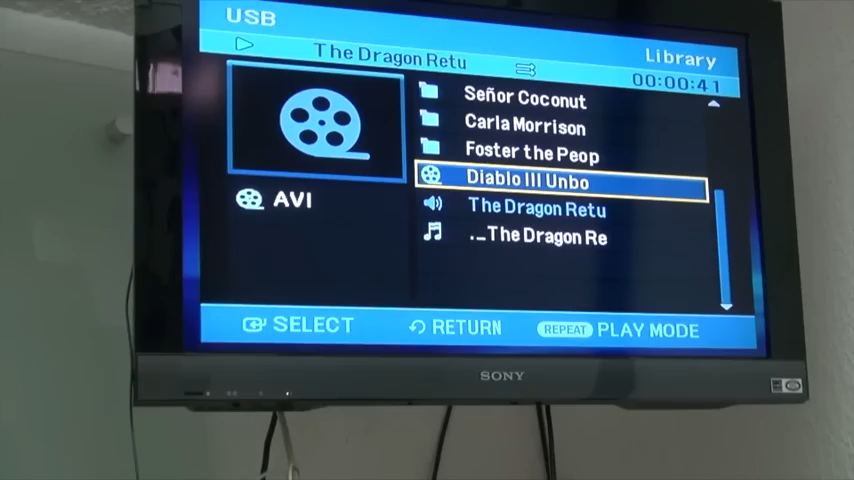 USB
The Dragon Retu
Library
00:00:41
Señor Coconut
Carla Morrison
Foster the Peop
Diablo III Unbo
AVI
The Dragon Retu
._The Dragon Re
SELECT
RETURN
REPEAT PLAY MODE
SONY